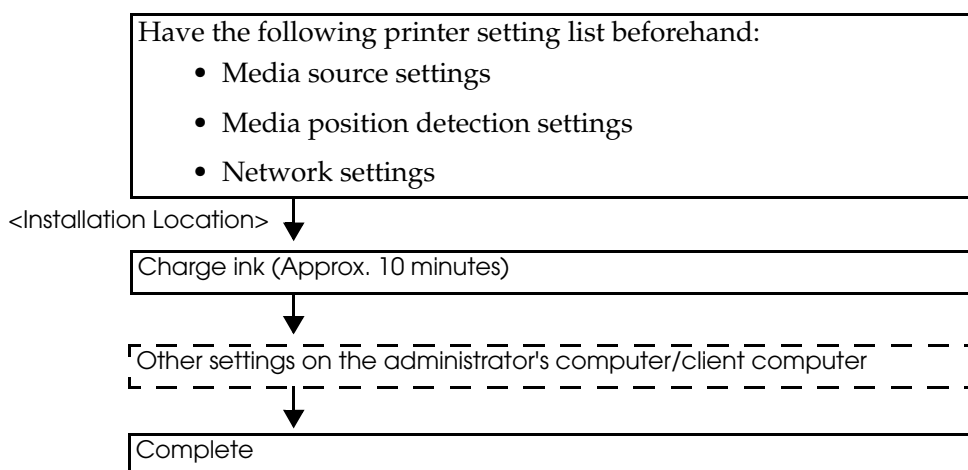 Have the following printer setting list beforehand:
• Media source settings
• Media position detection settings
• Network settings
<Installation Location>
Charge ink (Approx. 10 minutes)
Other settings on the administrator's computer/client computer
Complete